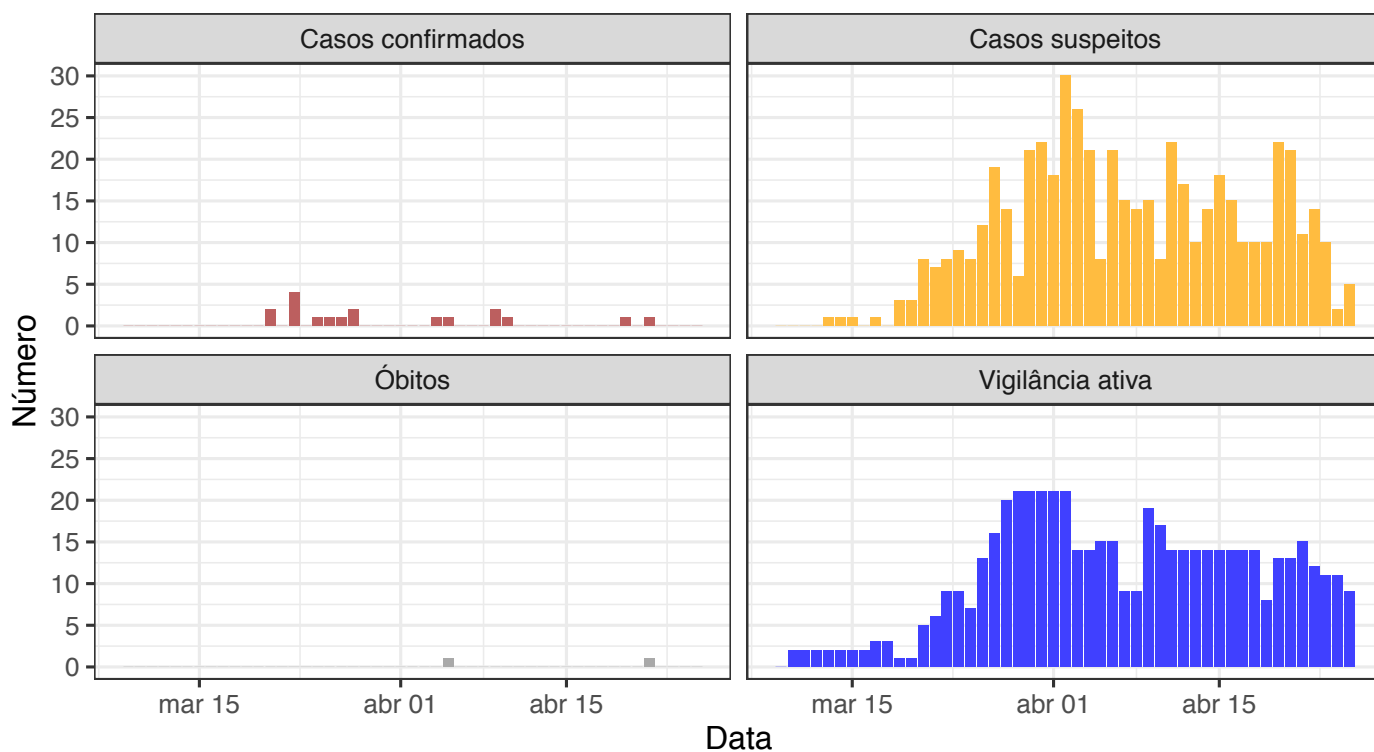 Casos confirmados
Casos suspeitos
30
25
20
15
10
5
0
Óbitos
Vigilância ativa
30
25
20
15
10
5
0
mar 15
abr 01
abr 15
mar 15
abr 01
abr 15
Número
Data